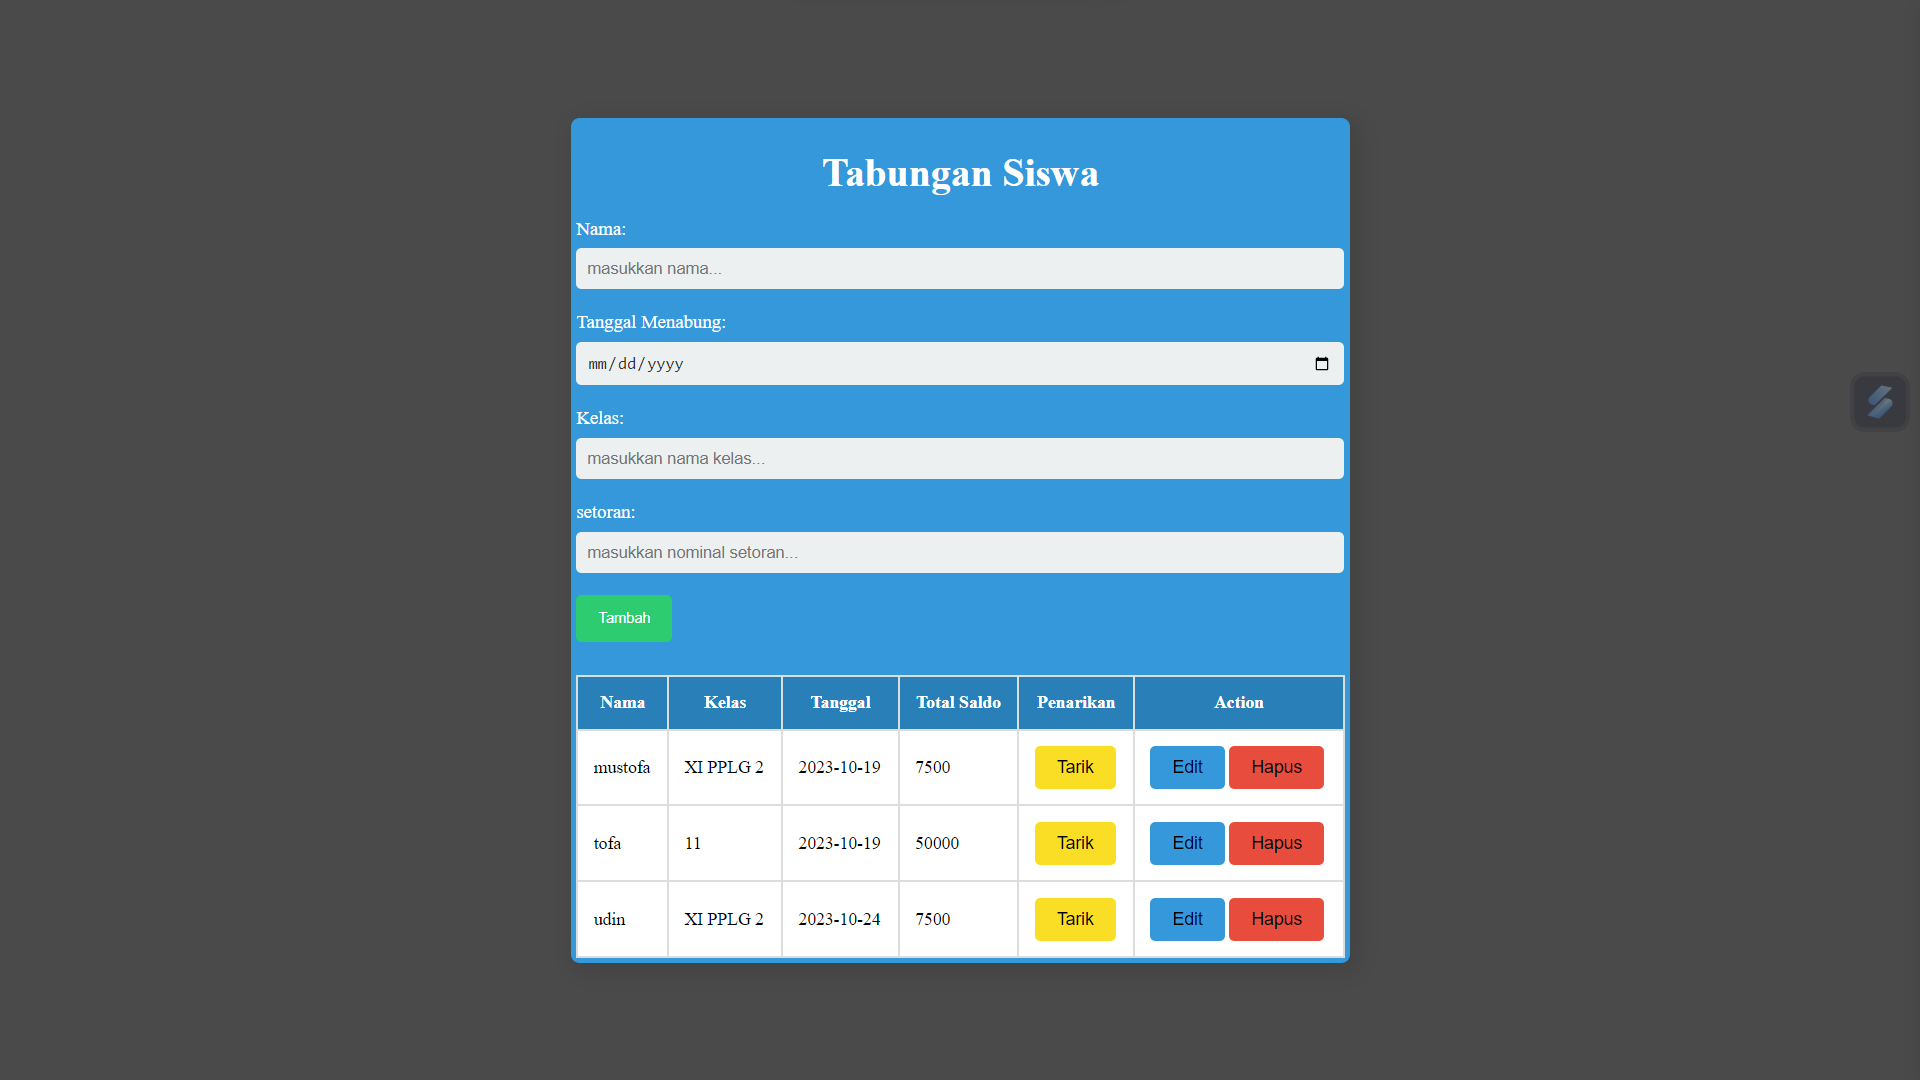 Tabungan Siswa
Nama:
masukkan nama...
Tanggal Menabung:
mm/dd/yyyy
Kelas:
masukkan nama kelas...
setoran:
masukkan nominal setoran...
Tambah
Nama Kelas Tanggal Total Saldo Penarikan Action
mustofa XI PPLG 2 2023-10-19 7500 Tarik Edit Hapus
tofa 11 2023-10-19 50000 Tarik Edit Hapus
udin XI PPLG 2 2023-10-24 7500 Tarik Edit Hapus